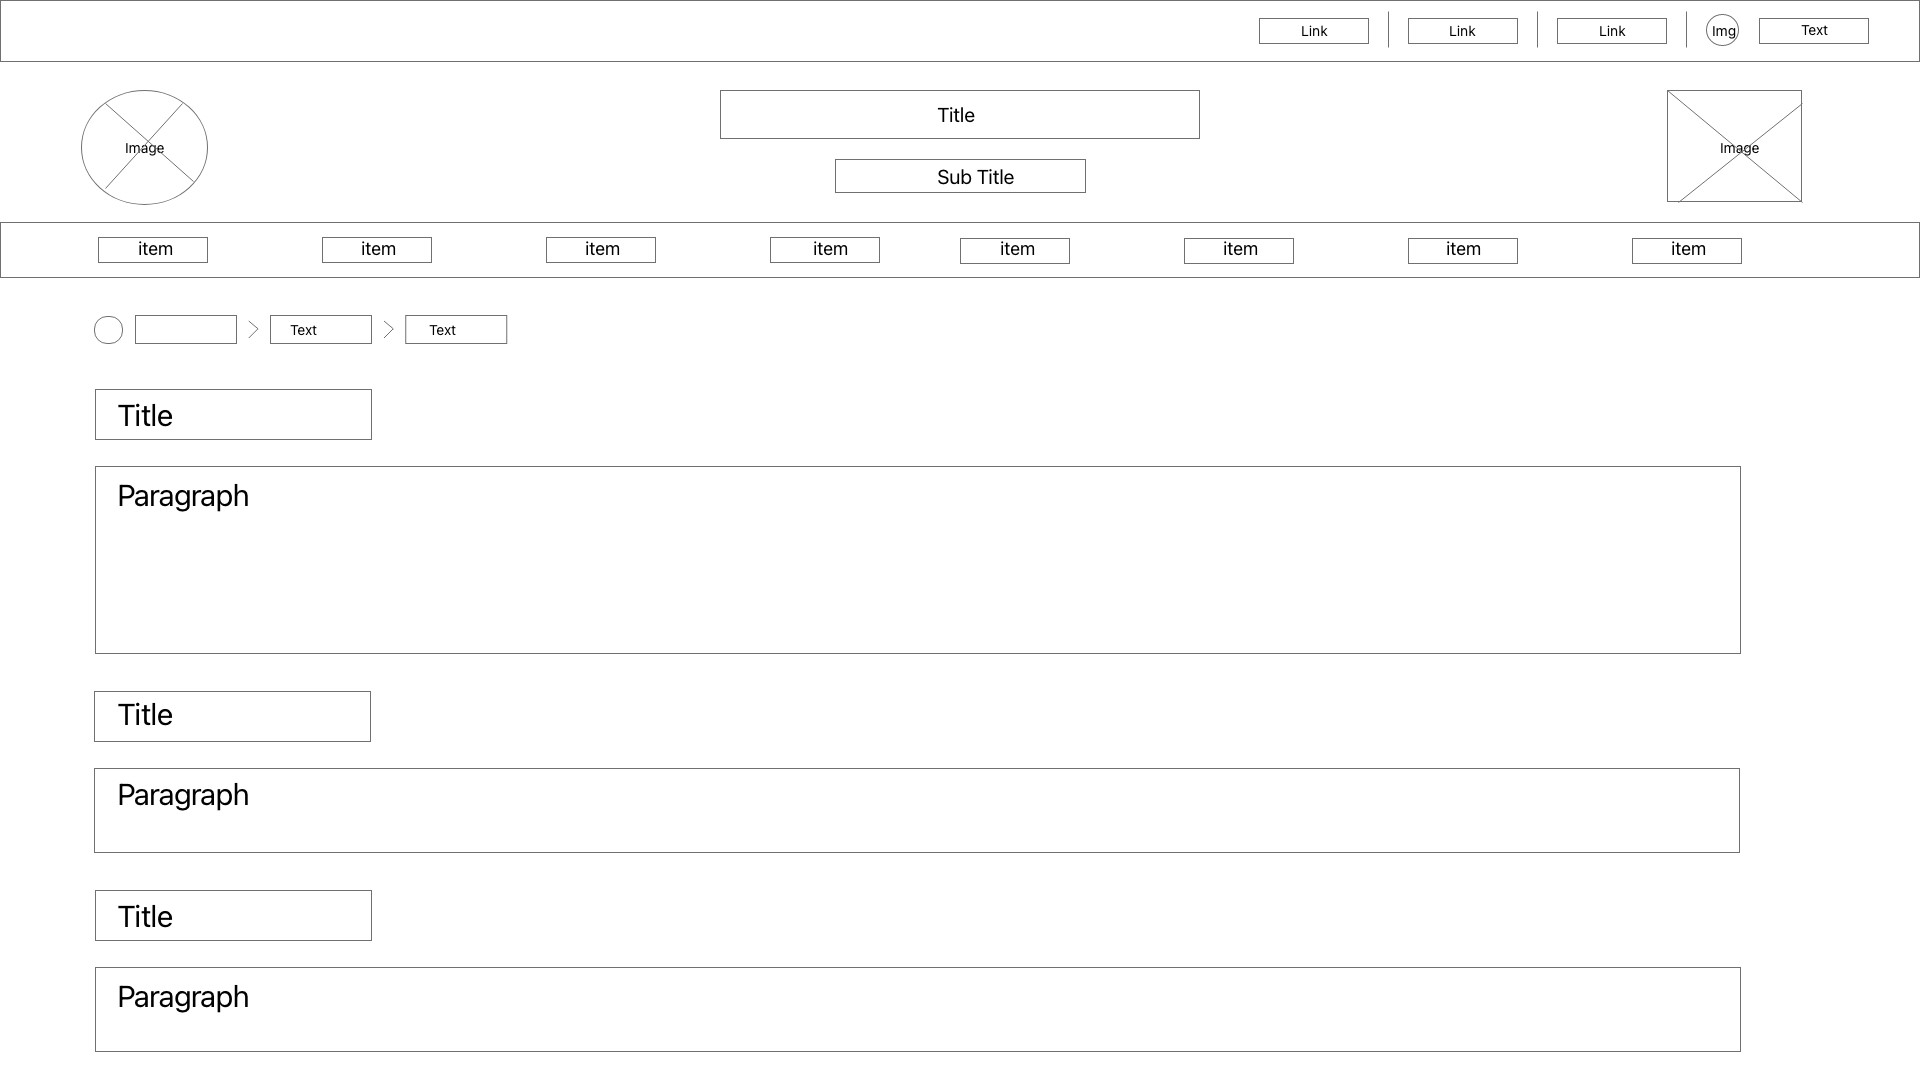 Link Link Link Img Text
Title
Image Image
Sub Title
item item item item item item item item
Text Text
Title
Paragraph
Title
Paragraph
Title
Paragraph